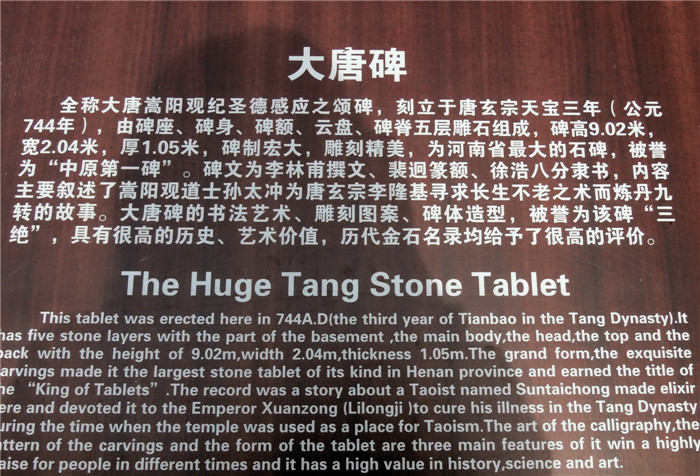 大唐碑
全称大唐嵩阳观纪圣德感应之颂碑，刻立于唐玄宗天宝三年（公元
744年），由碑座、碑身、碑额、云盘、碑脊五层雕石组成，碑高9.02米，
宽2.04米，厚1.05米，碑制宏大，雕刻精美，为河南省最大的石碑，被誉
为“中原第一碑”。碑文为李林甫撰文、裴迥篆额、徐浩八分隶书，内容
主要叙述了嵩阳观道士孙太冲为唐玄宗李隆基寻求长生不老之术而炼丹九
转的故事。大唐碑的书法艺术、雕刻图案、碑体造型，被誉为该碑“三
绝”，具有很高的历史、艺术价值，历代金石名录均给予了很高的评价。
The Huge Tang Stone Tablet
This tablet was erected here in 744A.D(the third year of Tianbao in the Tang Dynasty).It
has five stone layers with the part of the basement ,the main body,the head,the top and the
back with the height of 9.02m,width 2.04m,thickness 1.05m.The grand form,the exquisite
carvings made it the largest stone tablet of its kind in Henan province and earned the title of
he “King of Tablets”.The record was a story about a Taoist named Suntaichong made elixir
ere and devoted it to the Emperor Xuanzong (Lilongji )to cure his illness in the Tang Dynasty
uring the time when the temple was used as a place for Taoism.The art of the calligraphy,the
attern of the carvings and the form of the tablet are three main features of it win a highly
aise for people in different times and it has a high value in history,science and art.